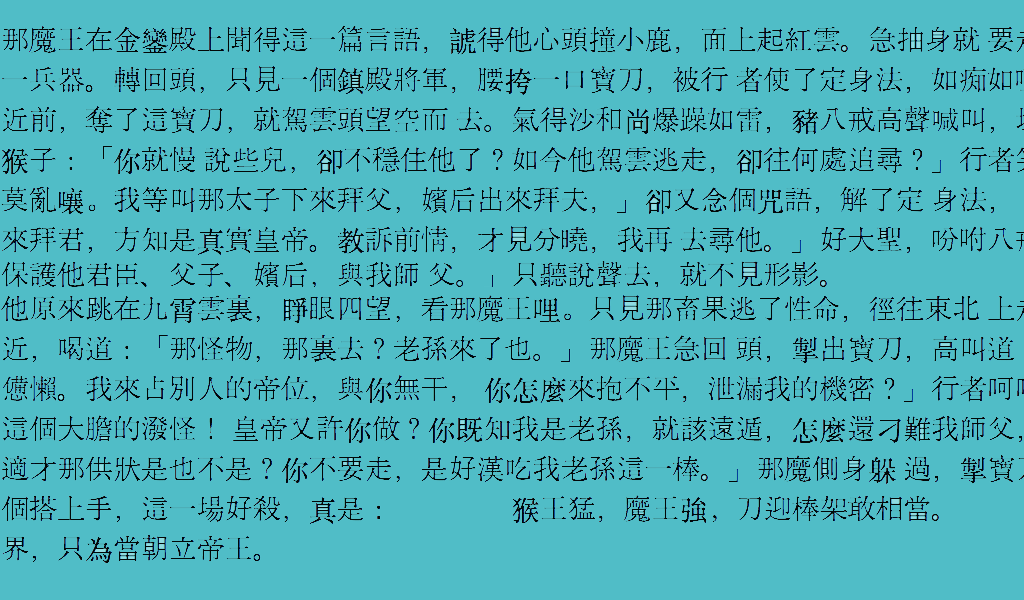 那魔王在金鑾殿上聞得這一篇言語，諕得他心頭撞小鹿，面上起紅雲。急抽身就 要
一兵器。轉回頭，只見一個鎮殿將軍，腰挎一口寶刀，被行 者使了定身法，如痴如
近前，奪了這寶刀，就駕雲頭望空而 去。氣得沙和尚爆躁如雷，豬八戒高聲喊叫，
猴子：「你就慢 說些兒，卻不穩住他了？如今他駕雲逃走，卻往何處追尋？」行者
莫亂嚷。我等叫那太子下來拜父，嬪后出來拜夫，」卻又念個咒語，解了定 身法，
來拜君，方知是真實皇帝。教訴前情，才見分曉，我再 去尋他。」好大聖，吩咐八戒
保護他君臣、父子、嬪后，與我師 父。」只聽說聲去，就不見形影。
他原來跳在九霄雲裏，睜眼四望，看那魔王哩。只見那畜果逃了性命，徑往東北 上
近，喝道：「那怪物，那裏去？老孫來了也。」那魔王急回 頭，掣出寶刀，高叫道
憊懶。我來占別人的帝位，與你無干， 你怎麼來抱不平，泄漏我的機密？」行者呵
這個大膽的潑怪！ 皇帝又許你做？你既知我是老孫，就該遠遁，怎麼還刁難我師父，
適才那供狀是也不是？你不要走，是好漢吃我老孫這一棒。」那魔側身躲 過，掣寶
個搭上手，這一場好殺，真是： 猴王猛，魔王強，刀迎棒架敢相當。
界，只為當朝立帝王。